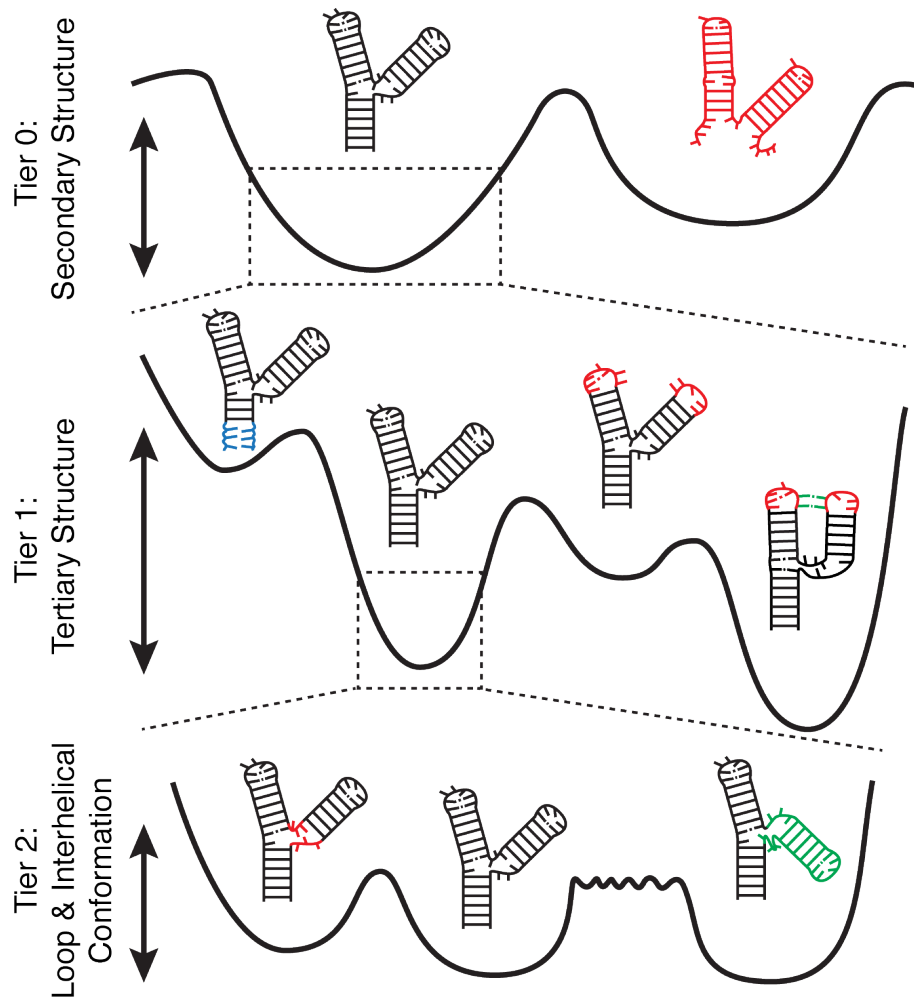 Tier 0:
Secondary Structure
Tier 1:
Tertiary Structure
Tier 2:
Loop & Interhelical
Conformation